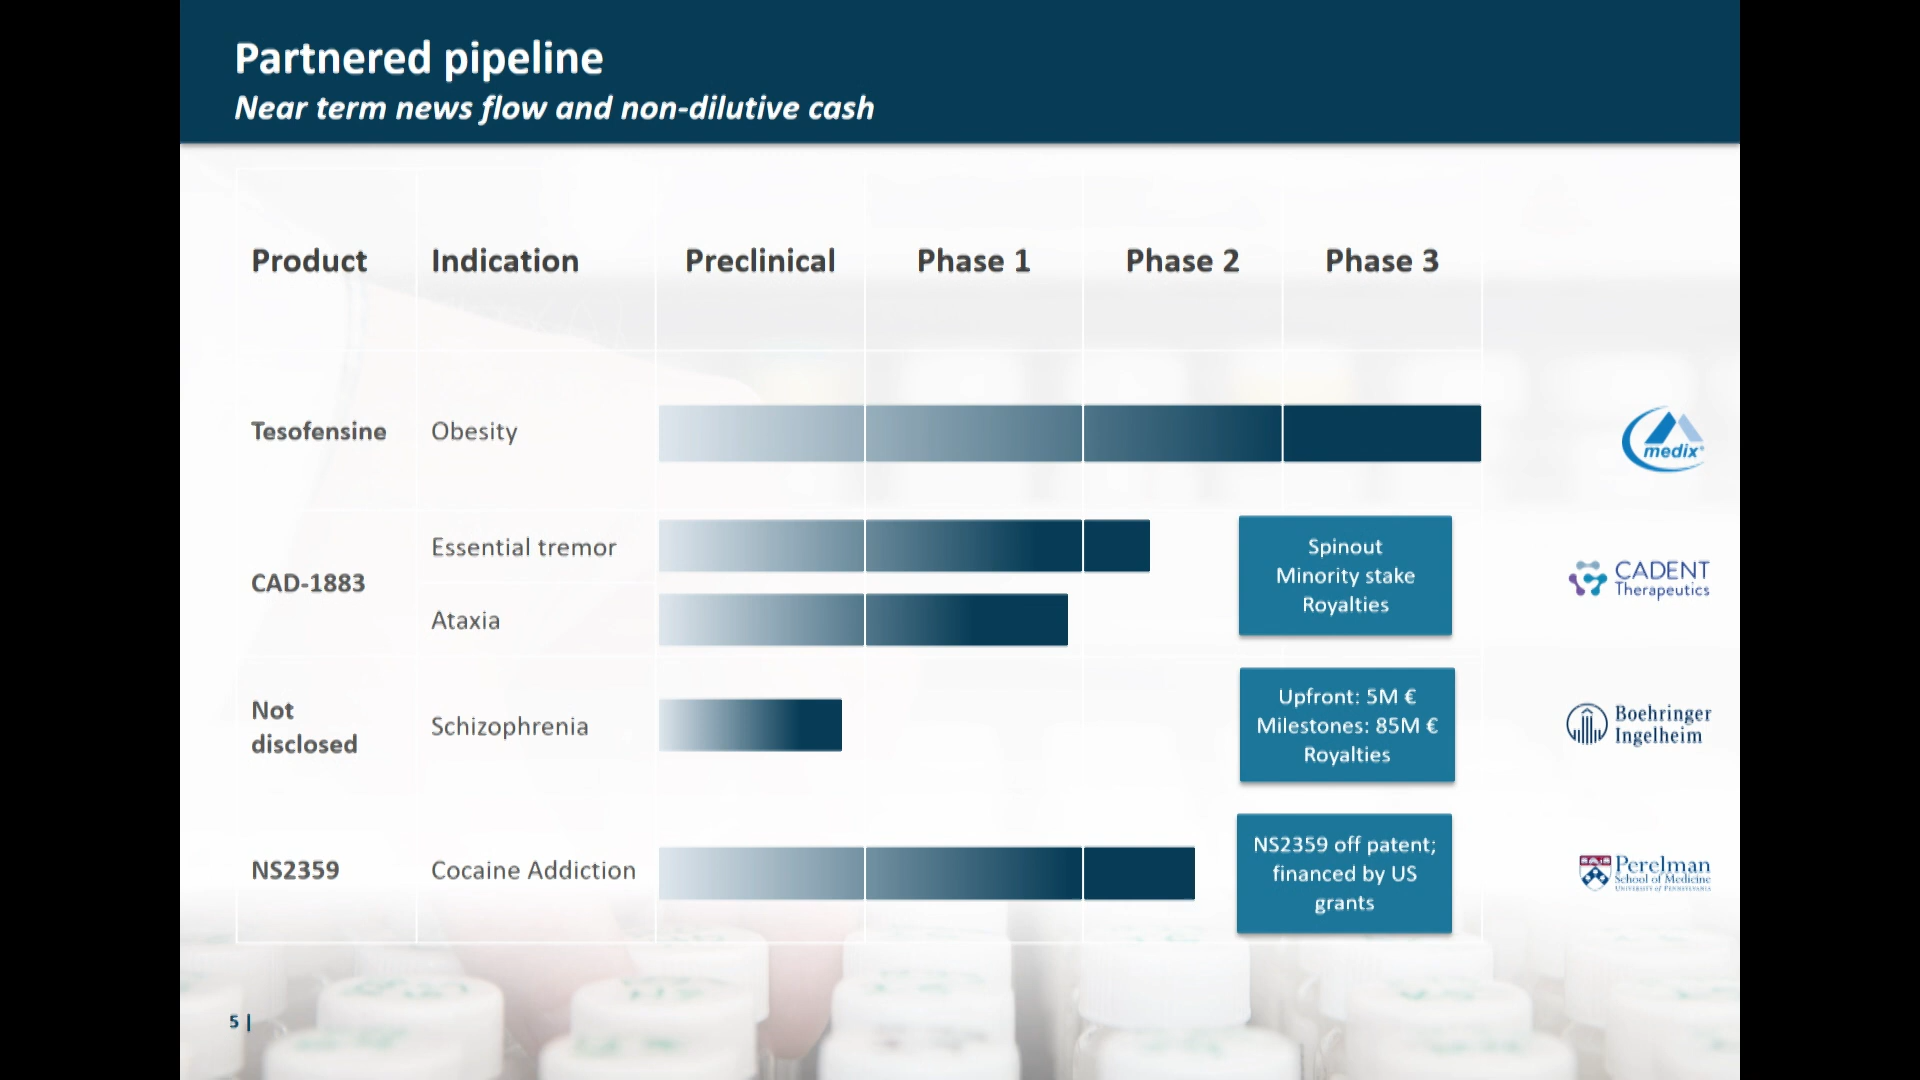 Partnered pipeline
Near term news flow and non-dilutive cash
Product Indication Preclinical Phase 1 Phase 2 Phase 3
Tesofensine Obesity
medix
CAD-1883
Essential tremor
Ataxia
Spinout
Minority stake
Royalties
CADENT
Therapeutics
Not
disclosed
Schizophrenia
Upfront: 5M €
Milestones: 85M €
Royalties
Boehringer
Ingelheim
NS2359 Cocaine Addiction
NS2359 off patent;
financed by US
grants
Perelman
School of Medicine
University of Pennsylvania
5 |